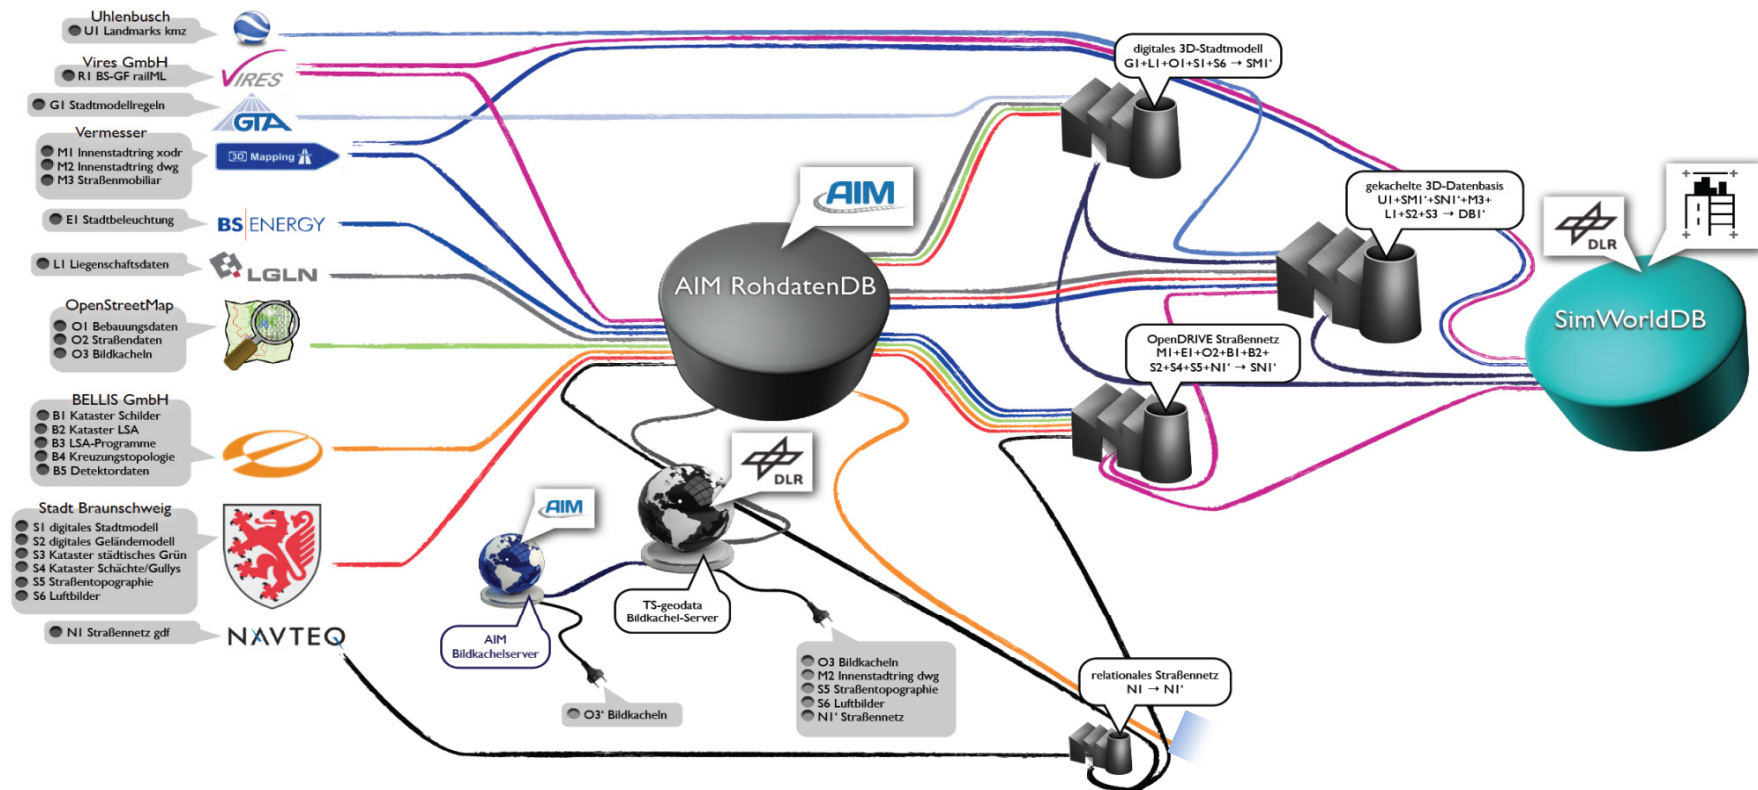 Uhlenbusch
U1 Landmarks kmz
Vires GmbH
R1 BS-GF railML
VIRES
G1 Stadtmodellregeln
GTA
Vermesser
M1 Innenstadtring xodr
M2 Innenstadtring dwg
M3 Straßenmobiliar
3D Mapping
E1 Stadtbeleuchtung
BS|ENERGY
L1 Liegenschaftsdaten
LGLN
OpenStreetMap
O1 Bebauungsdaten
O2 Straßendaten
O3 Bildkacheln
BELLIS GmbH
B1 Kataster Schilder
B2 Kataster LSA
B3 LSA-Programme
B4 Kreuzungstopologie
B5 Detektordaten
Stadt Braunschweig
S1 digitales Stadtmodell
S2 digitales Geländemodell
S3 Kataster städtisches Grün
S4 Kataster Schächte/Gullys
S5 Straßentopographie
S6 Luftbilder
N1 Straßennetz gdf
NAVTEQ
AIM
AIM RohdatenDB
AIM
DLR
AIM
Bildkachelserver
TS-geodata
Bildkachel-Server
O3' Bildkacheln
O3 Bildkacheln
M2 Innenstadtring dwg
S5 Straßentopographie
S6 Luftbilder
N1' Straßennetz
digitales 3D-Stadtmodell
G1+L1+O1+S1+S6 → SM1'
gekachelte 3D-Datenbasis
U1+SM1'+SN1'+M3+
L1+S2+S3 → DB1'
OpenDRIVE Straßennetz
M1+E1+O2+B1+B2+
S2+S4+S5+N1' → SN1'
relationales Straßennetz
N1 → N1'
DLR
SimWorldDB